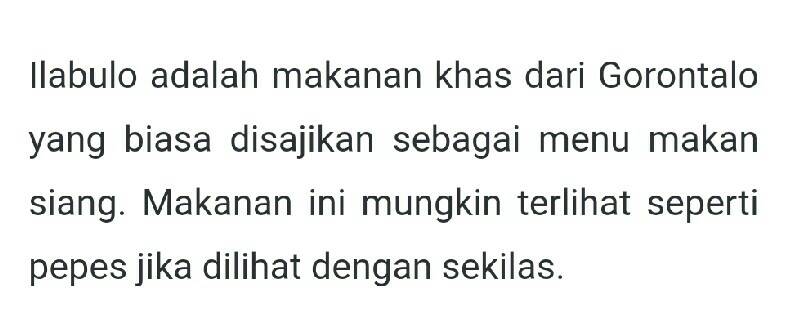 Ilabulo adalah makanan khas dari Gorontalo
yang biasa disajikan sebagai menu makan
siang. Makanan ini mungkin terlihat seperti
pepes jika dilihat dengan sekilas.